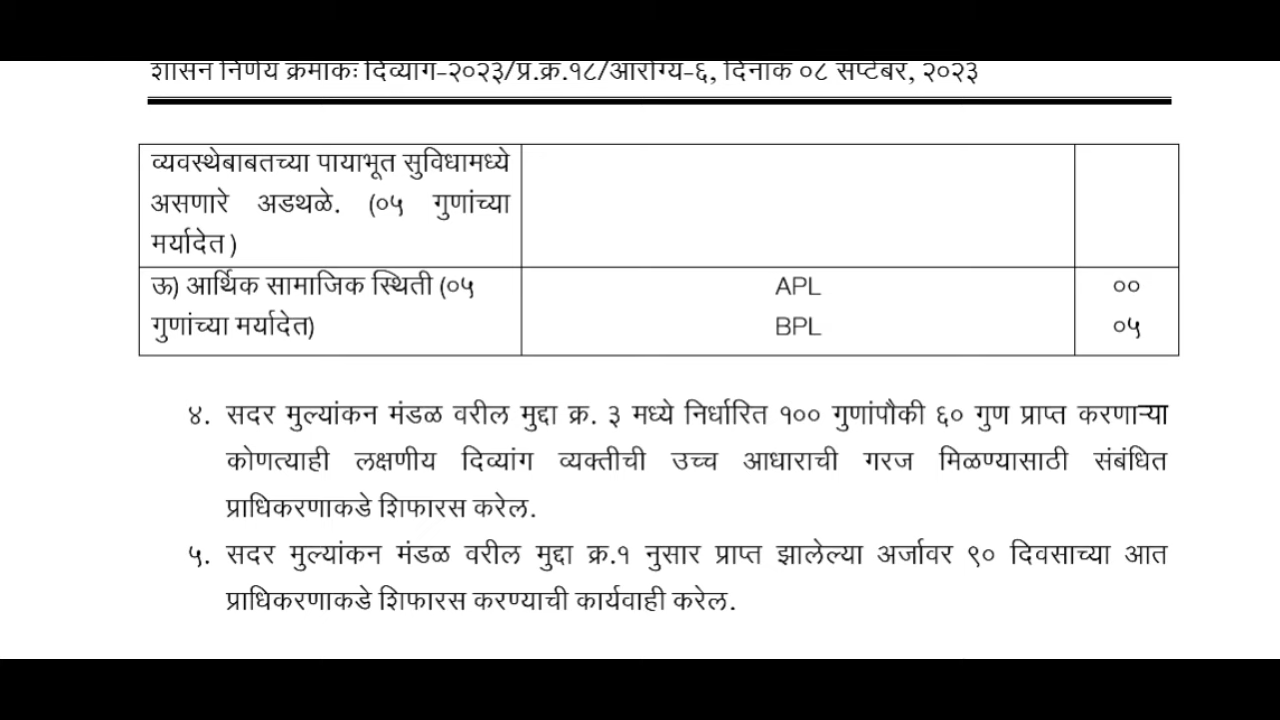 शासन निर्णय क्रमांकः दिव्यांग-२०२३/प्र.क्र.१८/आरोग्य-६, दिनांक ०८ सप्टेंबर, २०२३
व्यवस्थेबाबतच्या पायाभूत सुविधामध्ये
असणारे अडथळे. (०५ गुणांच्या
मर्यादेत)
ऊ) आर्थिक सामाजिक स्थिती (०५
गुणांच्या मर्यादेत)
APL ००
BPL ०५
४. सदर मुल्यांकन मंडळ वरील मुद्दा क्र. ३ मध्ये निर्धारित १०० गुणांपौकी ६० गुण प्राप्त करणाऱ्या
कोणत्याही लक्षणीय दिव्यांग व्यक्तीची उच्च आधाराची गरज मिळण्यासाठी संबंधित
प्राधिकरणाकडे शिफारस करेल.
५. सदर मुल्यांकन मंडळ वरील मुद्दा क्र.१ नुसार प्राप्त झालेल्या अर्जावर ९० दिवसाच्या आत
प्राधिकरणाकडे शिफारस करण्याची कार्यवाही करेल.